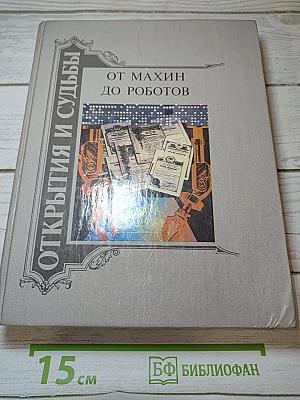 ОТКРЫТИЯ И СУДЬБЫ
ОТ МАХИН
ДО РОБОТОВ
15 см
БФ БИБЛИОФАН